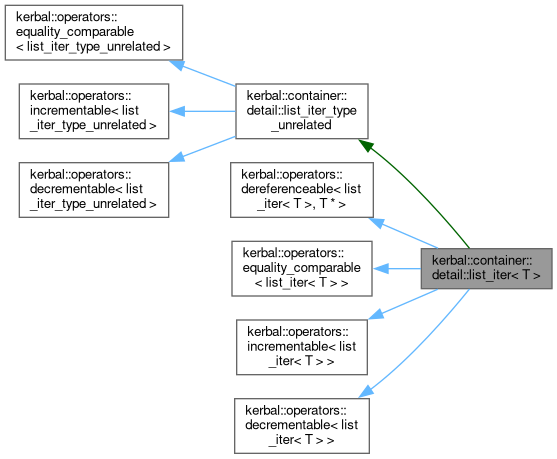 kerbal::operators::
equality_comparable
< list_iter_type_unrelated >
kerbal::operators::
incrementable< list
_iter_type_unrelated >
kerbal::operators::
decrementable< list
_iter_type_unrelated >
kerbal::container::
detail::list_iter_type
_unrelated
kerbal::operators::
dereferenceable< list
_iter< T >, T * >
kerbal::operators::
equality_comparable
< list_iter< T > >
kerbal::operators::
incrementable< list
_iter< T > >
kerbal::operators::
decrementable< list
_iter< T > >
kerbal::container::
detail::list_iter< T >